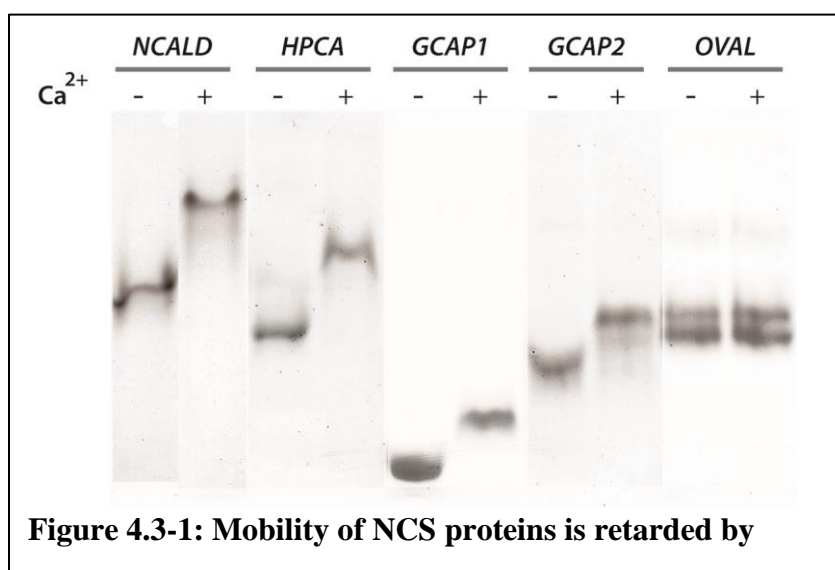 NCALD HPCA GCAP1 GCAP2 OVAL
Ca2+ - + - + - + - + - +
Figure 4.3-1: Mobility of NCS proteins is retarded by